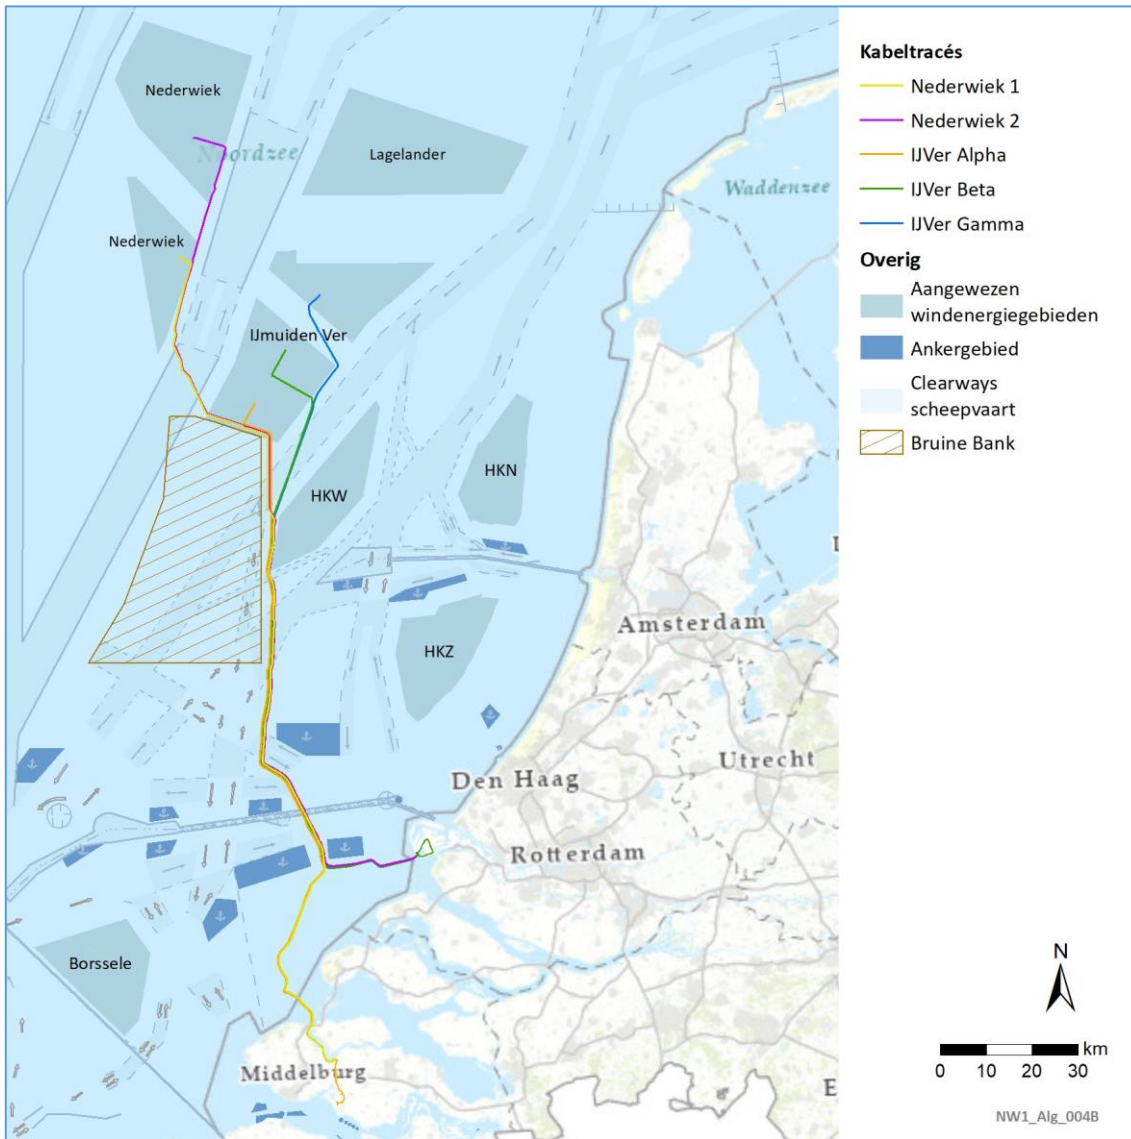 Nederwiek
Noordzee
Lagelander
Waddenzee
Nederwiek
IJmuiden Ver
HKW
HKN
HKZ
Amsterdam
Utrecht
Den Haag
Rotterdam
Borssele
Middelburg
E
Kabeltracés
Nederwiek 1
Nederwiek 2
IJVer Alpha
IJVer Beta
IJVer Gamma
Overig
Aangewezen
windenergiegebieden
Ankergebied
Clearways
scheepvaart
Bruine Bank
N
km
0 10 20 30
NW1_Alg_004B